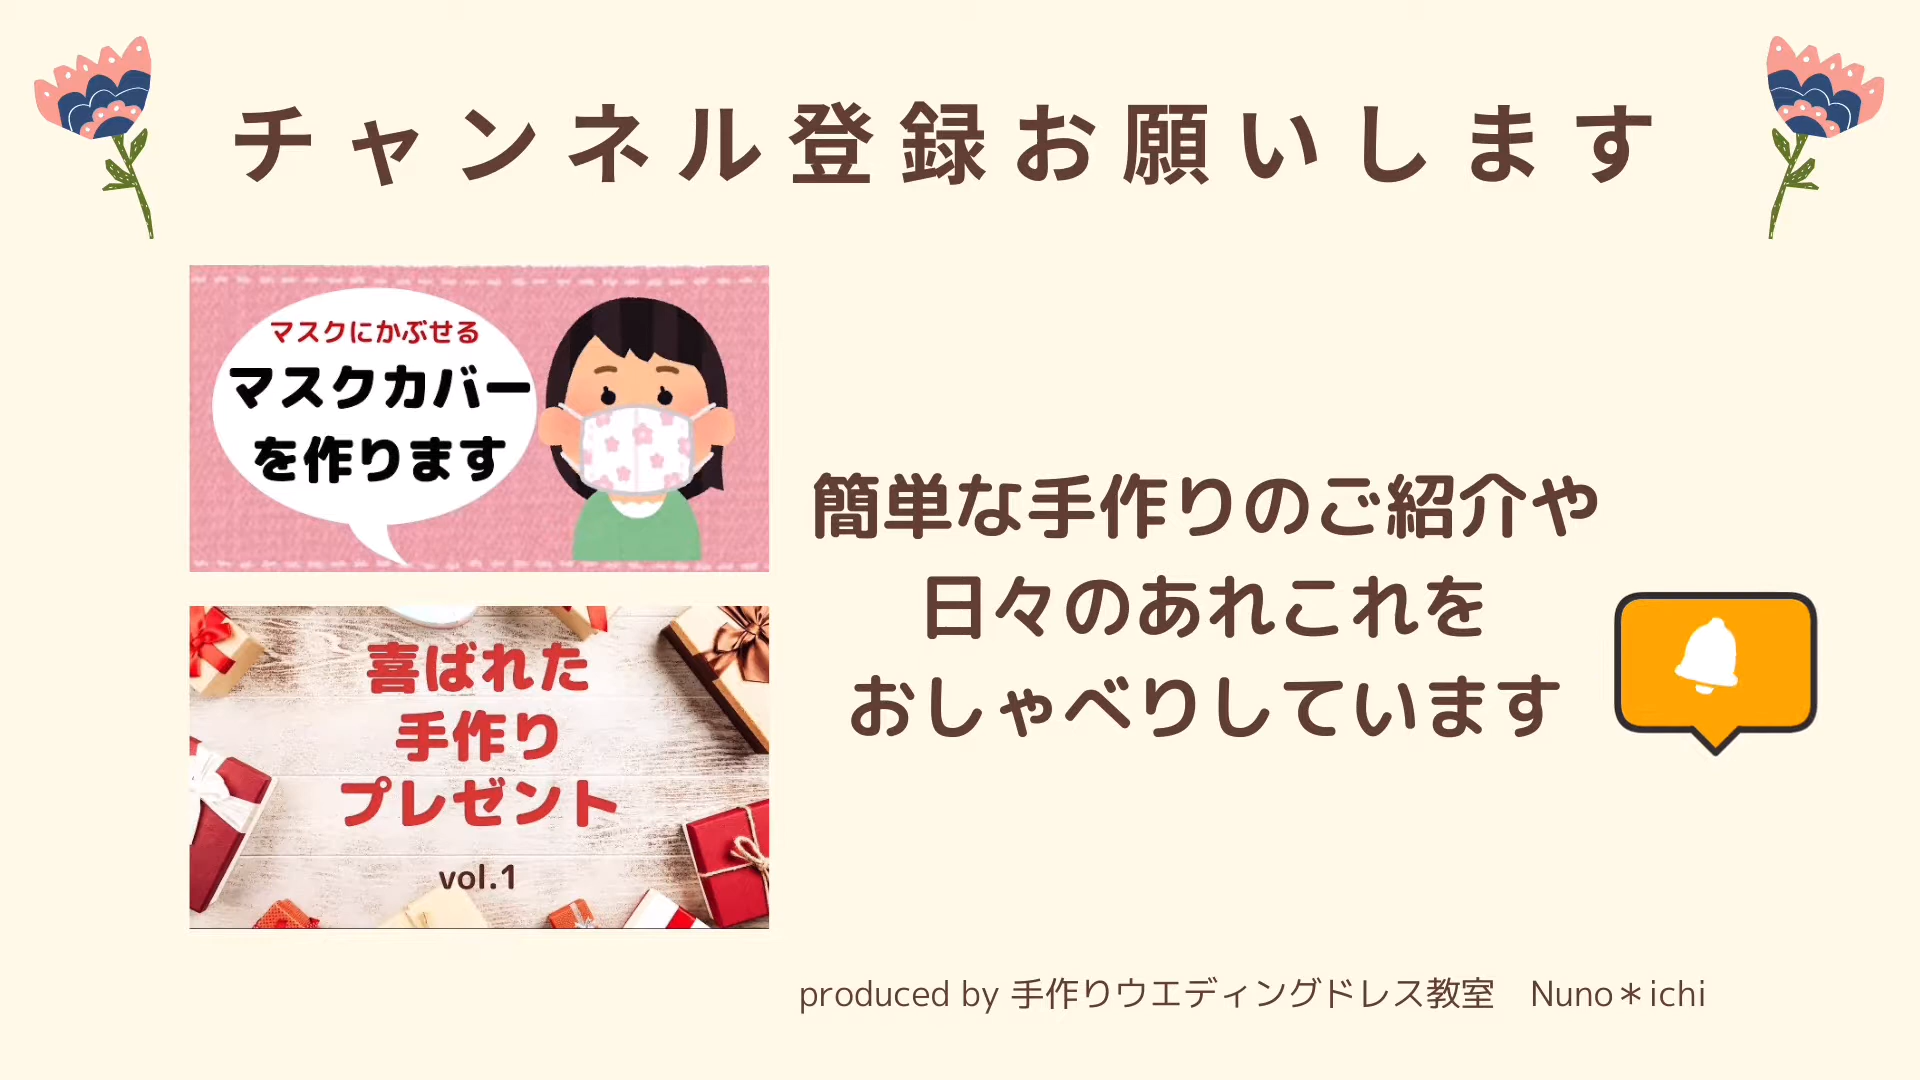 チャンネル登録お願いします
マスクにかぶせる
マスクカバー
を作ります
喜ばれた
手作り
プレゼント
vol.1
簡単な手作りのご紹介や
日々のあれこれを
おしゃべりしています
produced by 手作りウエディングドレス教室　Nuno＊ichi